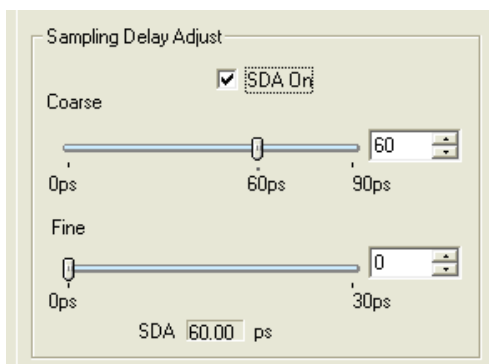 Sampling Delay Adjust
SDA On
Coarse
60
0ps 60ps 90ps
Fine
0
0ps 30ps
SDA 60.00 ps